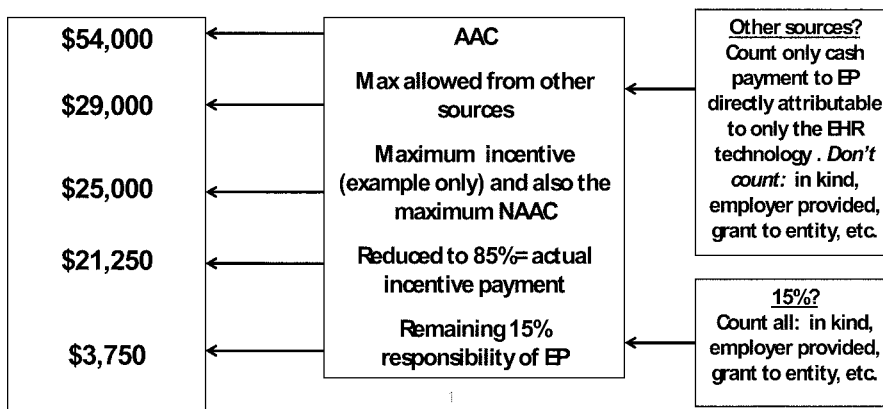 $54,000
$29,000
$25,000
$21,250
$3,750
AAC
Max allowed from other
sources
Maximum incentive
(example only) and also the
maximum NAAC
Reduced to 85%= actual
incentive payment
Remaining 15%
responsibility of EP
Other sources?
Count only cash
payment to EP
directly attributable
to only the EHR
technology . Don't
count: in kind,
employer provided,
grant to entity, etc.
15%?
Count all: in kind,
employer provided,
grant to entity, etc.
1